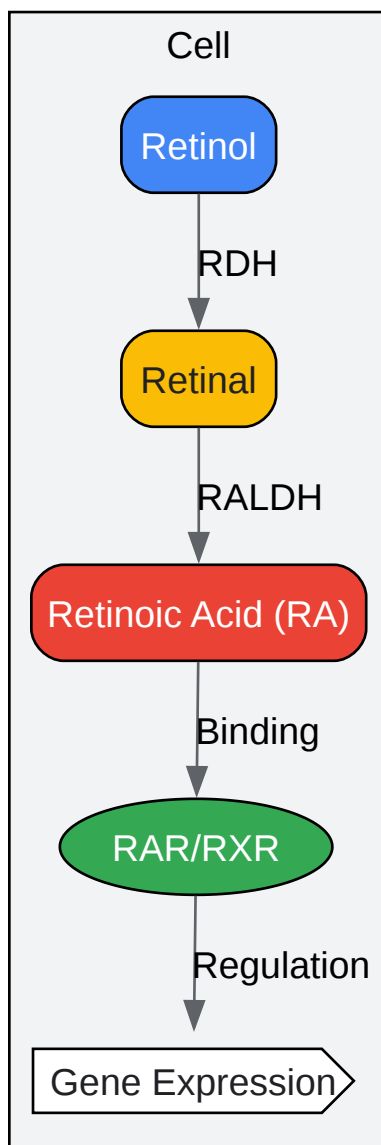 Cell
Retinol
RDH
Retinal
RALDH
Retinoic Acid (RA)
Binding
RAR/RXR
Regulation
Gene Expression